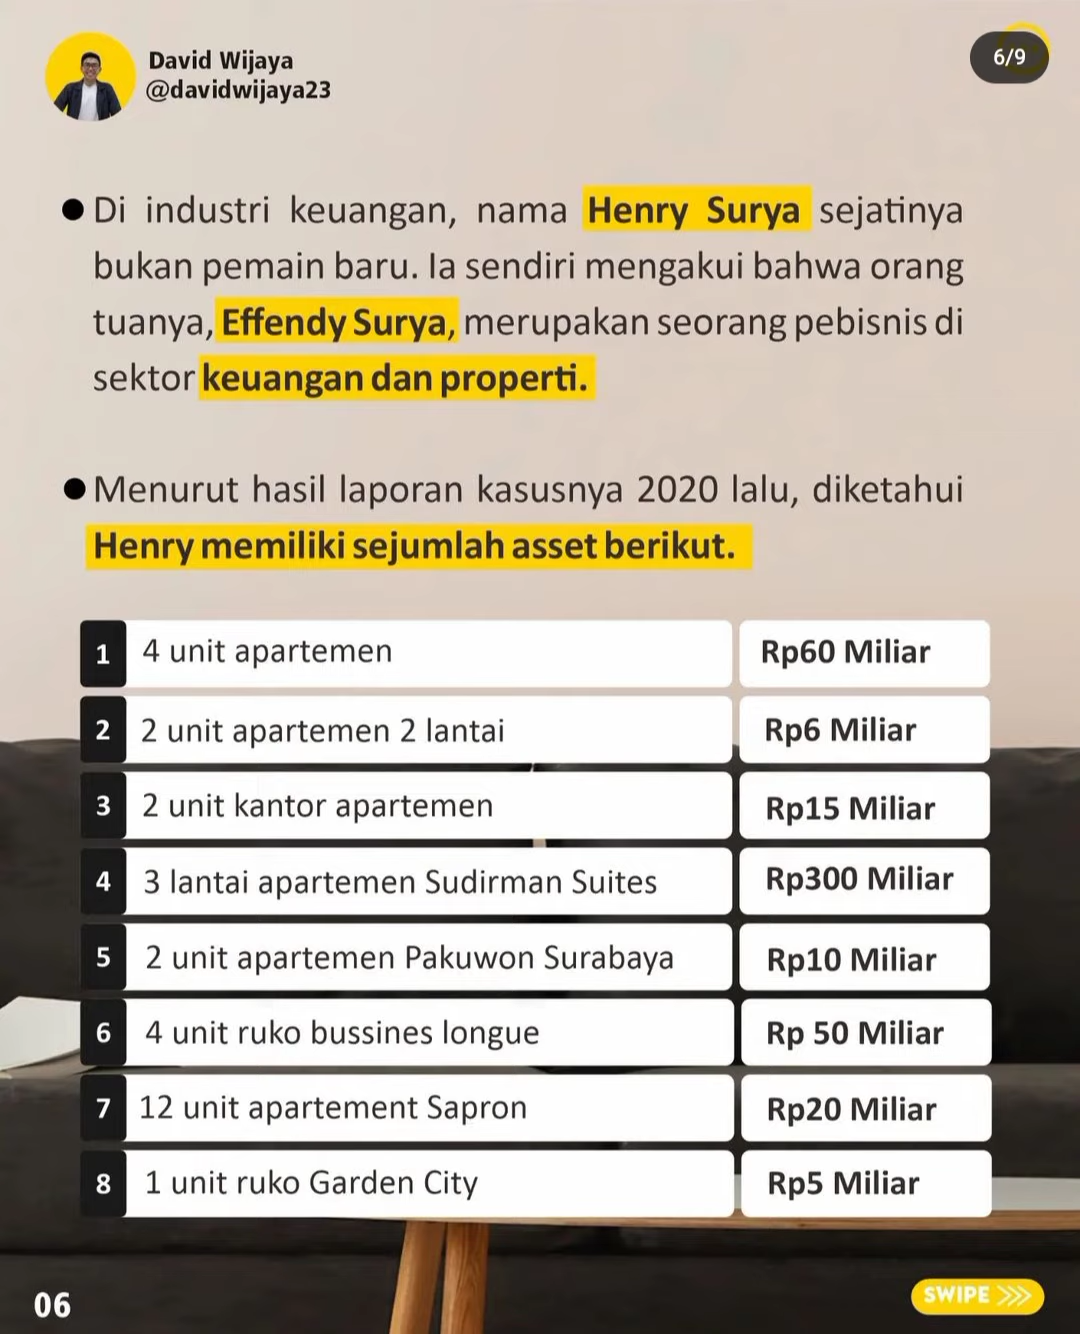 David Wijaya
@davidwijaya23
6/9
● Di industri keuangan, nama Henry Surya sejatinya
bukan pemain baru. Ia sendiri mengakui bahwa orang
tuanya, Effendy Surya, merupakan seorang pebisnis di
sektor keuangan dan properti.
● Menurut hasil laporan kasusnya 2020 lalu, diketahui
Henry memiliki sejumlah asset berikut.
1 4 unit apartemen Rp60 Miliar
2 2 unit apartemen 2 lantai Rp6 Miliar
3 2 unit kantor apartemen Rp15 Miliar
4 3 lantai apartemen Sudirman Suites Rp300 Miliar
5 2 unit apartemen Pakuwon Surabaya Rp10 Miliar
6 4 unit ruko bussines longue Rp 50 Miliar
7 12 unit apartement Sapron Rp20 Miliar
8 1 unit ruko Garden City Rp5 Miliar
06
SWIPE